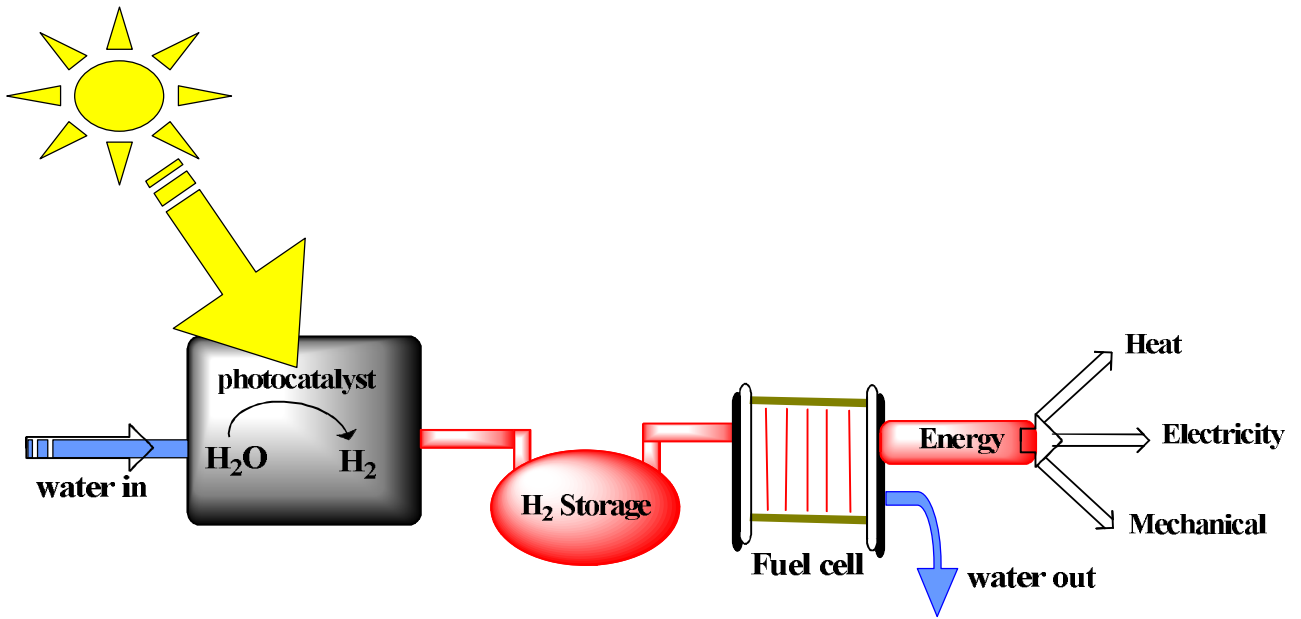 photocatalyst
H₂O
H₂
water in
H₂ Storage
Fuel cell
Energy
water out
Heat
Electricity
Mechanical